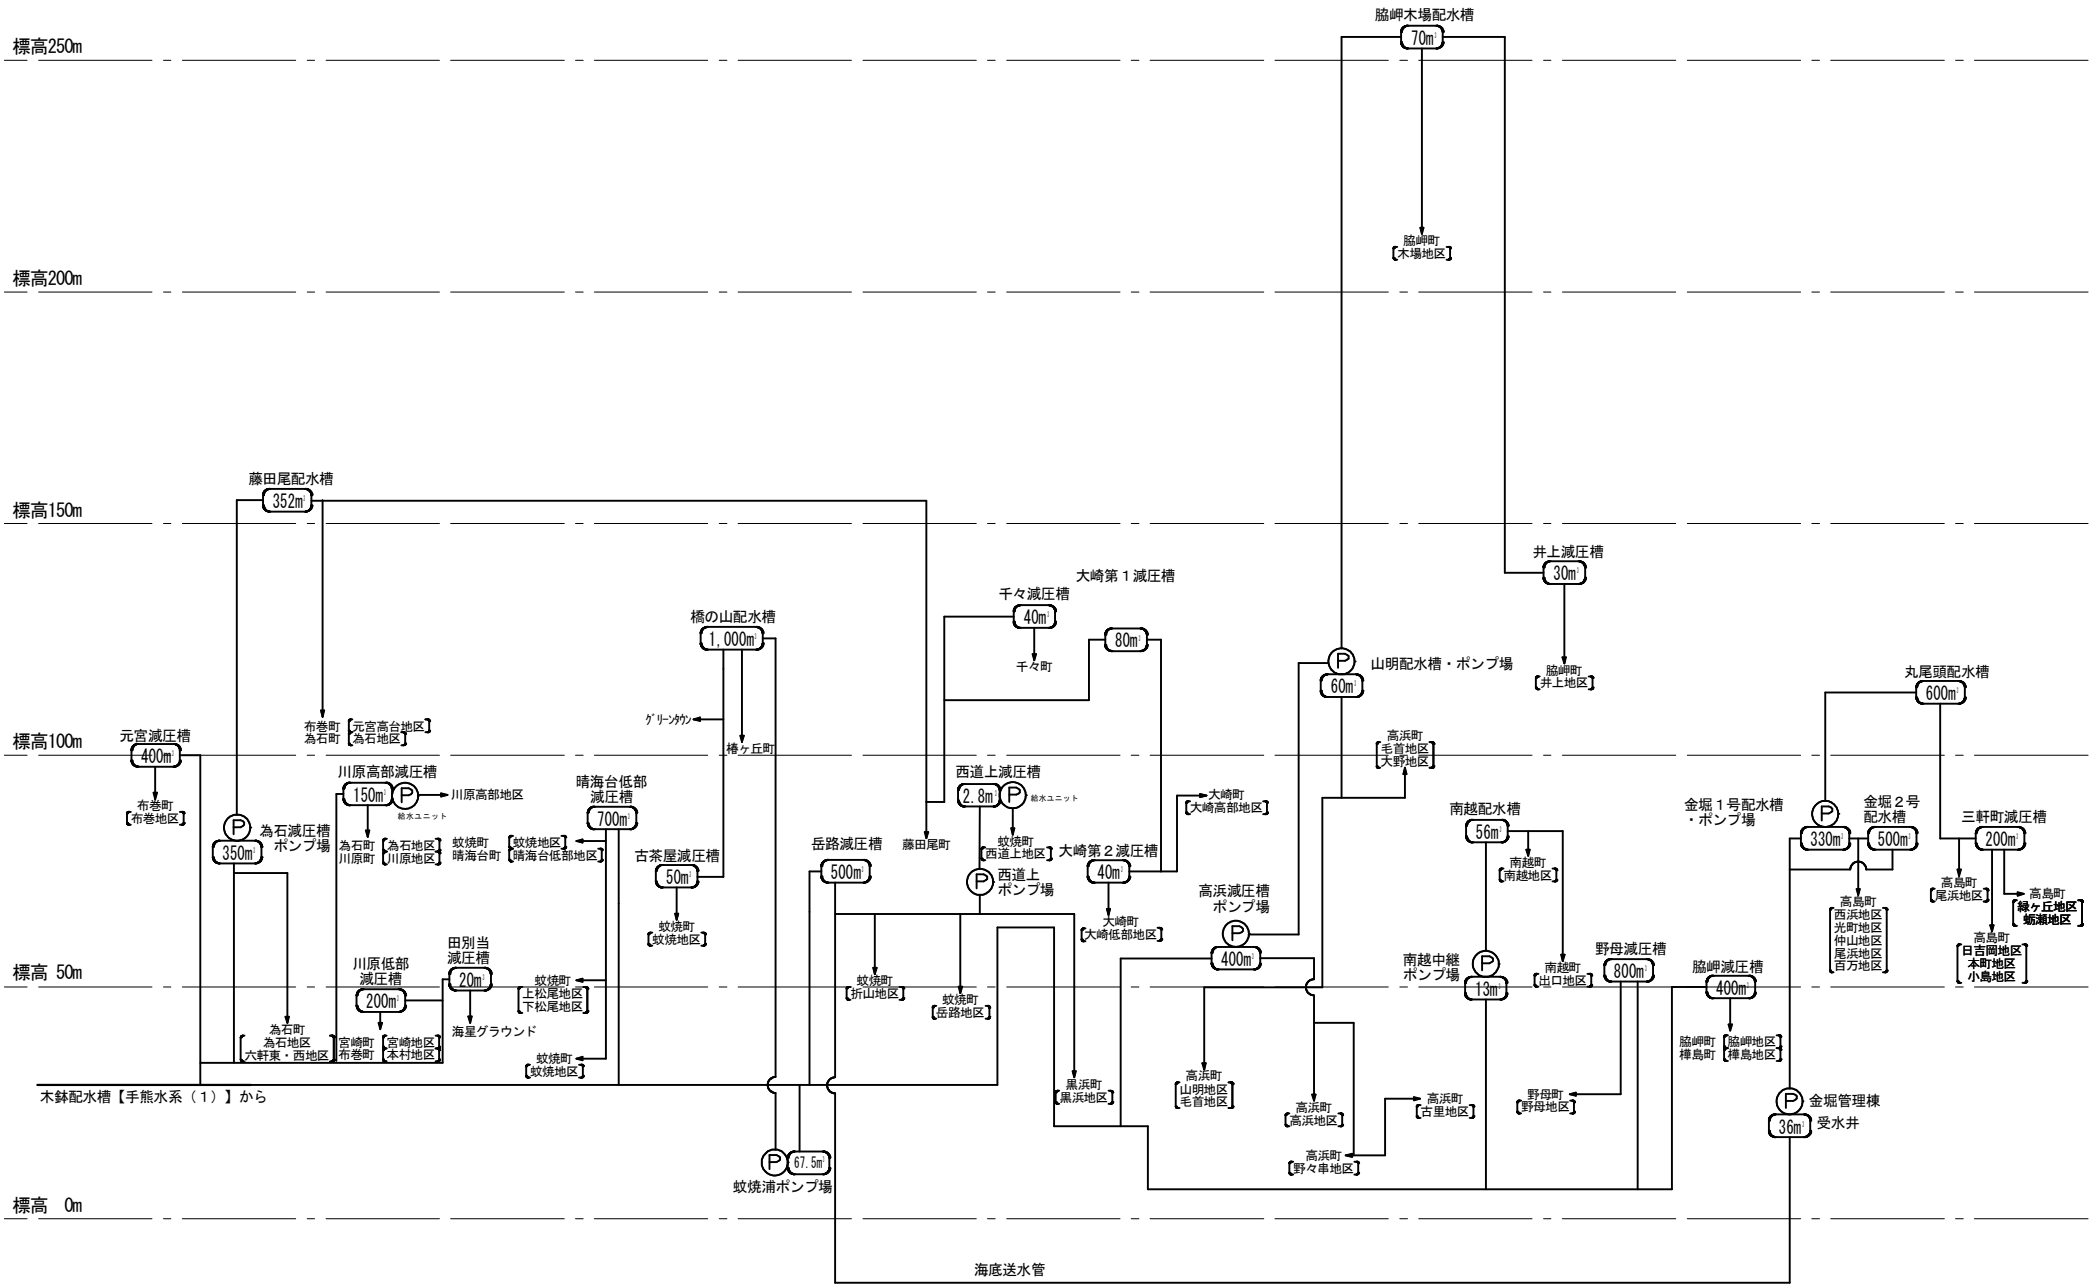 脇岬木場配水槽
70m³
標高250m
脇岬町
[木場地区]
標高200m
藤田尾配水槽
352m³
標高150m
井上減圧槽
30m³
脇岬町
[井上地区]
大崎第１減圧槽
80m³
千々減圧槽
40m³
千々町
橋の山配水槽
1,000m³
グリーンタウン
椿ヶ丘町
山明配水槽・ポンプ場
P
60m³
丸尾頭配水槽
600m³
布巻町 [元宮高台地区]
為石町 [為石地区]
標高100m
元宮減圧槽
400m³
布巻町
[布巻地区]
高浜町
[毛首地区
大野地区]
川原高部減圧槽
150m³
P
川原高部地区
給水ユニット
為石町 [為石地区]
川原町 [川原地区]
晴海台低部
減圧槽
700m³
蚊焼町 [蚊焼地区]
晴海台町 [晴海台低部地区]
西道上減圧槽
2.8m³
P
給水ユニット
蚊焼町
[西道上地区]
大崎町
[大崎高部地区]
南越配水槽
56m³
南越町
[南越地区]
金堀１号配水槽
・ポンプ場
P
330m³
金堀２号
配水槽
500m³
三軒町減圧槽
200m³
P
為石減圧槽
ポンプ場
350m³
古茶屋減圧槽
50m³
蚊焼町
[蚊焼地区]
岳路減圧槽
500m³
藤田尾町
P
西道上
ポンプ場
大崎第２減圧槽
40m³
大崎町
[大崎低部地区]
高浜減圧槽
ポンプ場
P
400m³
高島町
[尾浜地区]
高島町
[緑ヶ丘地区
蛎瀬地区]
高島町
[西浜地区
光町地区
仲山地区
尾浜地区
百万地区]
高島町
[日吉岡地区
本町地区
小島地区]
標高 50m
川原低部
減圧槽
200m³
田別当
減圧槽
20m³
海星グラウンド
蚊焼町
[上松尾地区
下松尾地区]
蚊焼町
[折山地区]
蚊焼町
[岳路地区]
南越中継
ポンプ場
P
13m³
南越町
[出口地区]
野母減圧槽
800m³
脇岬減圧槽
400m³
為石町
[為石地区
六軒東・西地区]
宮崎町 [宮崎地区]
布巻町 [本村地区]
蚊焼町
[蚊焼地区]
脇岬町 [脇岬地区]
樺島町 [樺島地区]
木鉢配水槽【手熊水系（１）】から
黒浜町
[黒浜地区]
高浜町
[山明地区
毛首地区]
高浜町
[高浜地区]
高浜町
[古里地区]
野母町
[野母地区]
P
金堀管理棟
36m³
受水井
高浜町
[野々串地区]
P
67.5m³
蚊焼浦ポンプ場
標高 0m
海底送水管